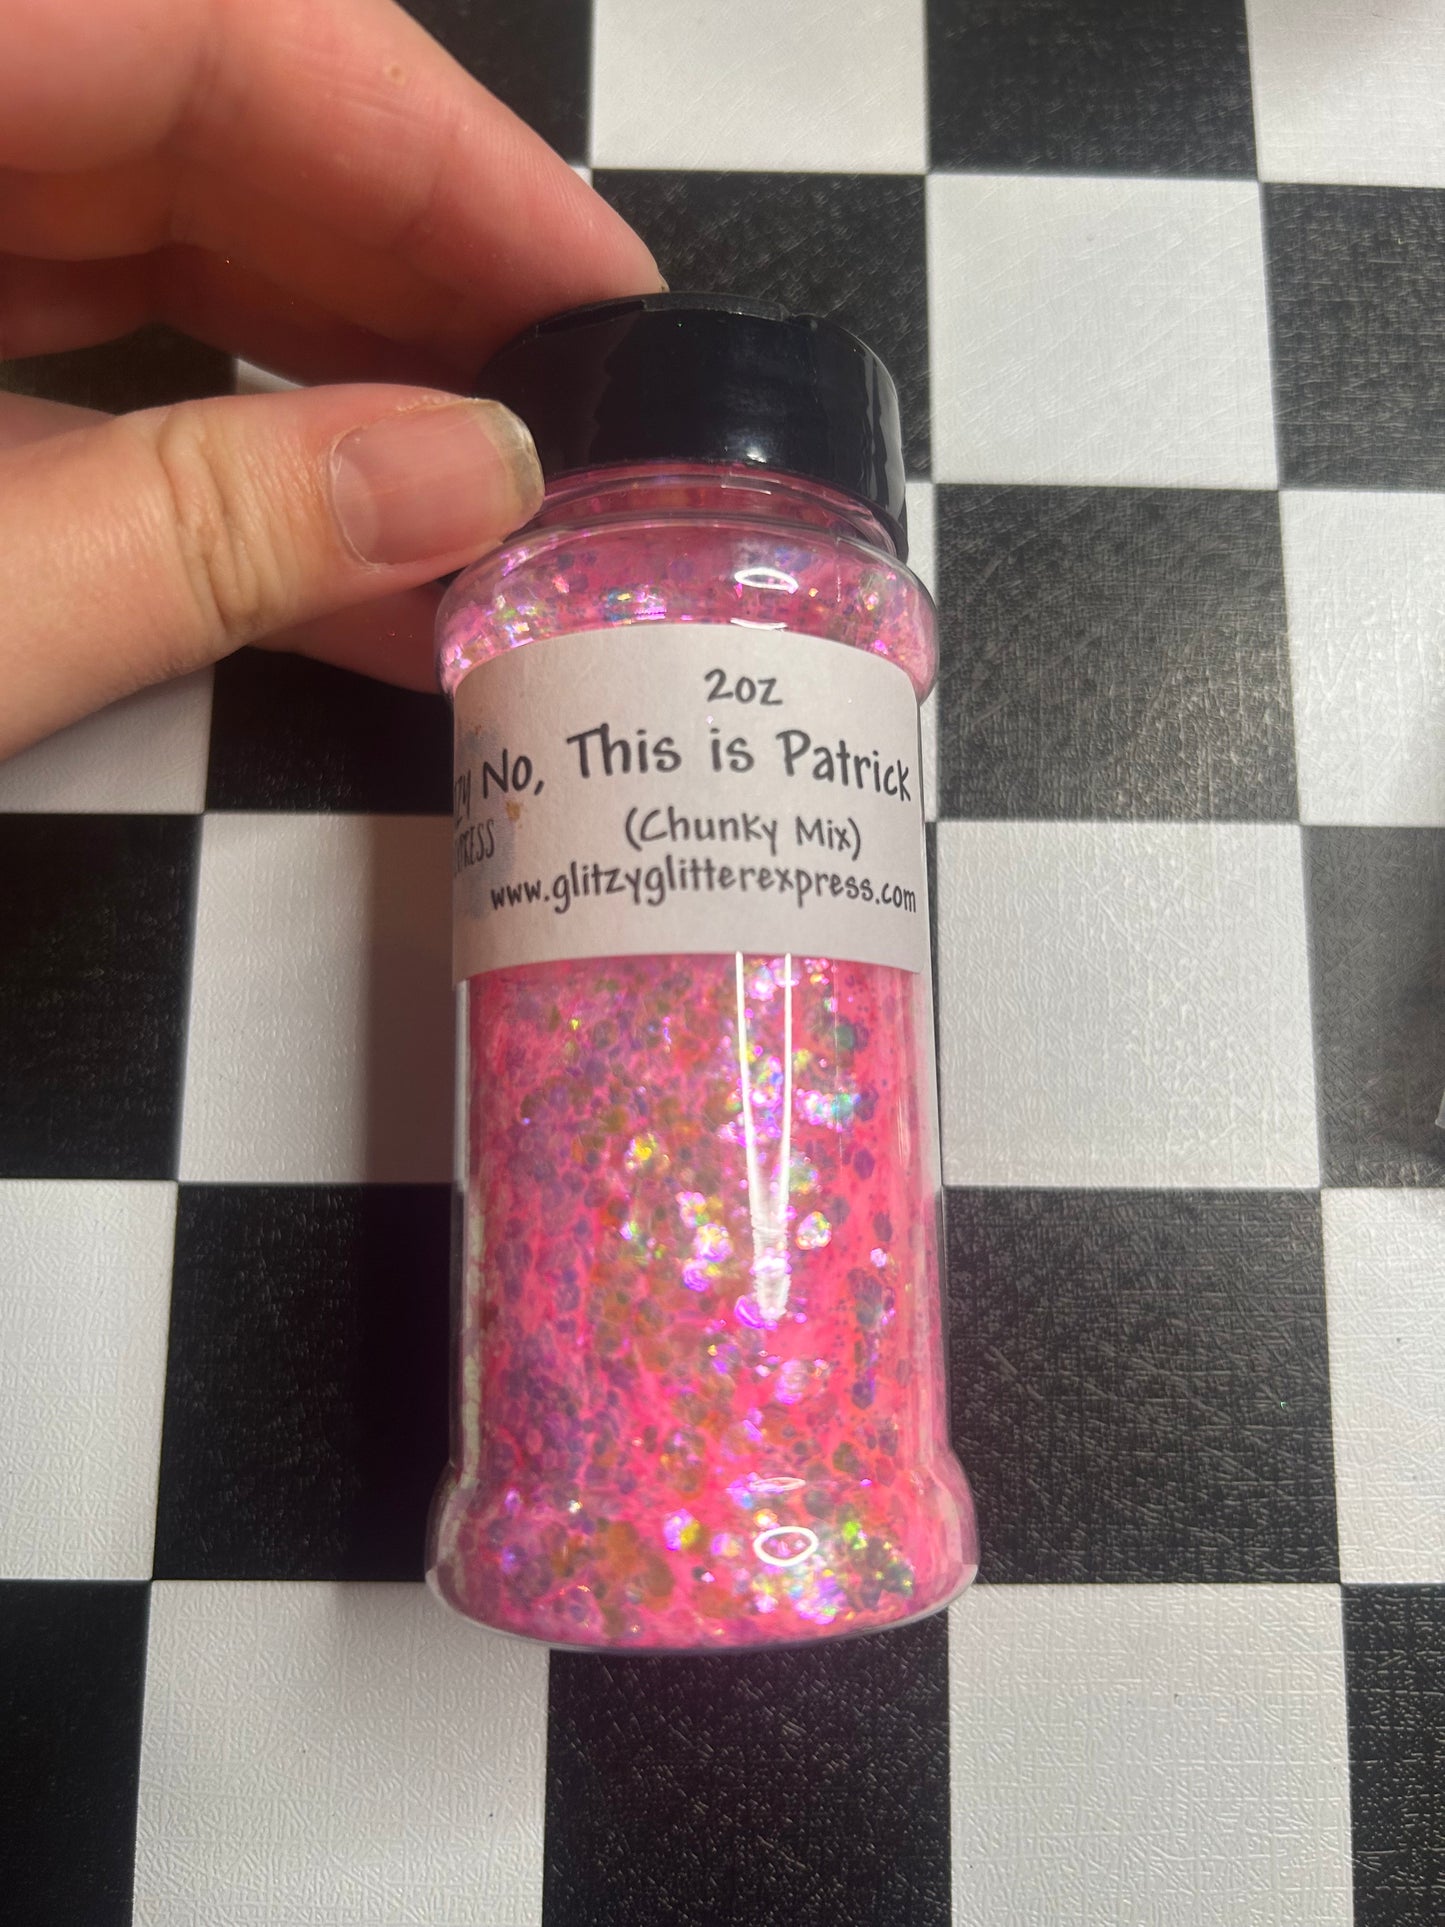 2oz
No, This is Patrick
(Chunky Mix)
www.glitzyglitterexpress.com